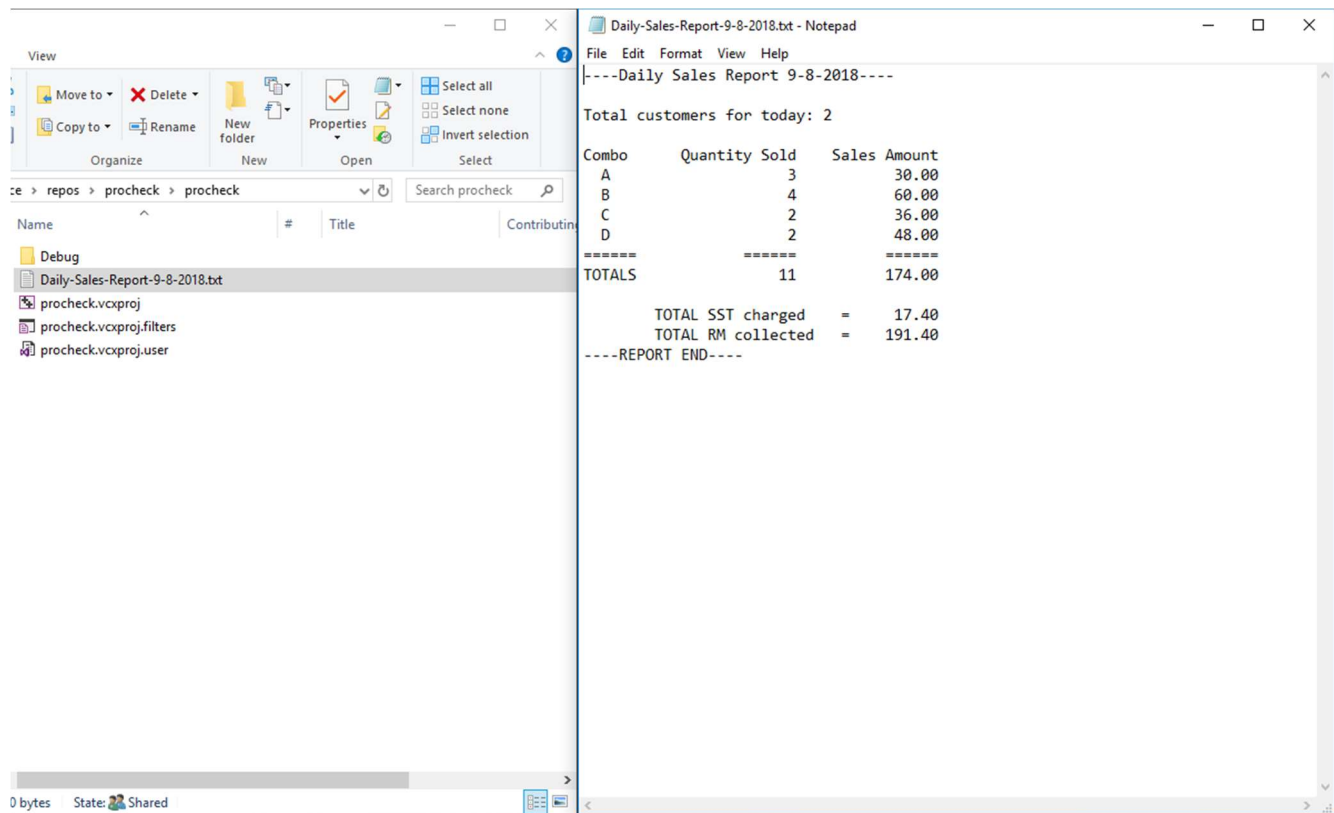 View
Move to
Delete
Copy to
Rename
New folder
Properties
Select all
Select none
Invert selection
Organize
New
Open
Select
repos > procheck > procheck
Search procheck
Name # Title Contributin
Debug
Daily-Sales-Report-9-8-2018.txt
procheck.vcxproj
procheck.vcxproj.filters
procheck.vcxproj.user
0 bytes State: Shared
Daily-Sales-Report-9-8-2018.txt - Notepad
File Edit Format View Help
----Daily Sales Report 9-8-2018----
Total customers for today: 2
Combo Quantity Sold Sales Amount
A 3 30.00
B 4 60.00
C 2 36.00
D 2 48.00
====== ====== ======
TOTALS 11 174.00
TOTAL SST charged = 17.40
TOTAL RM collected = 191.40
----REPORT END----